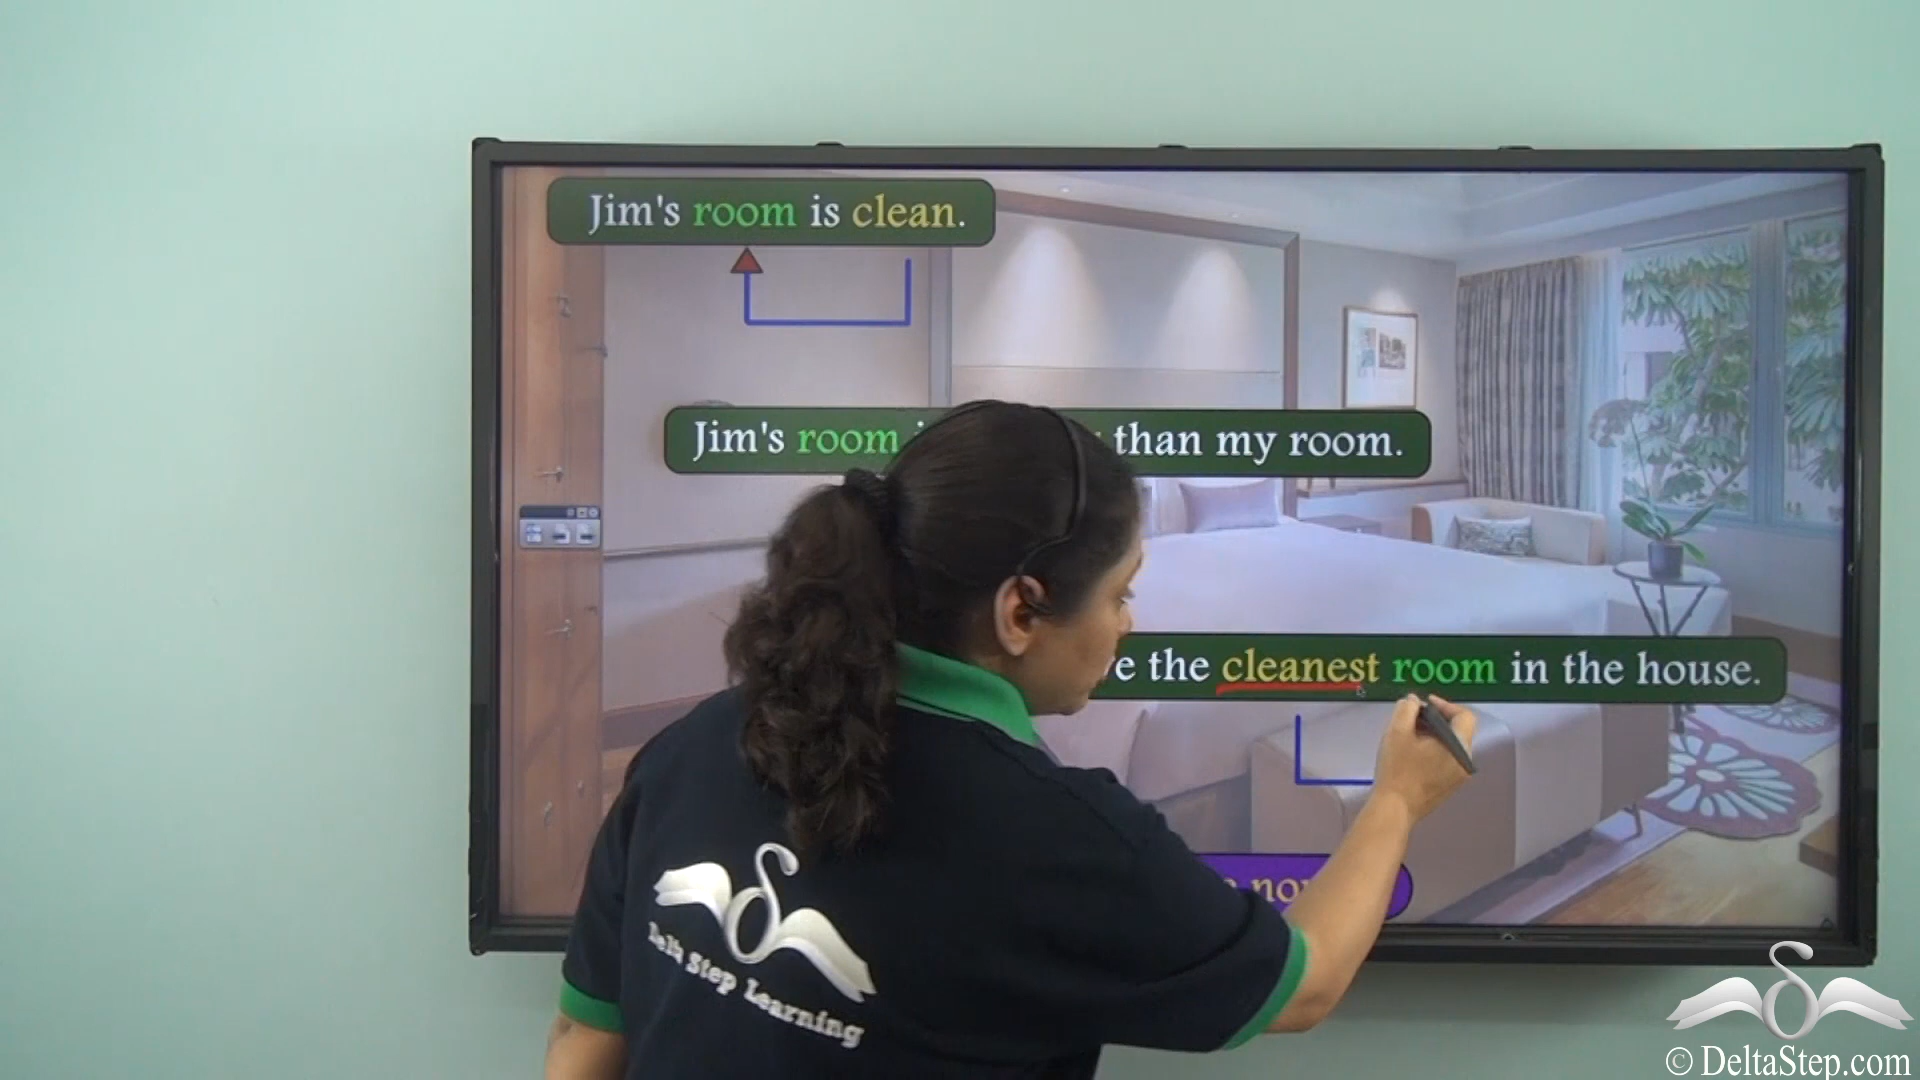 Jim's room is clean.
Jim's room than my room.
the cleanest room in the house.
Delta Step Learning
© DeltaStep.com